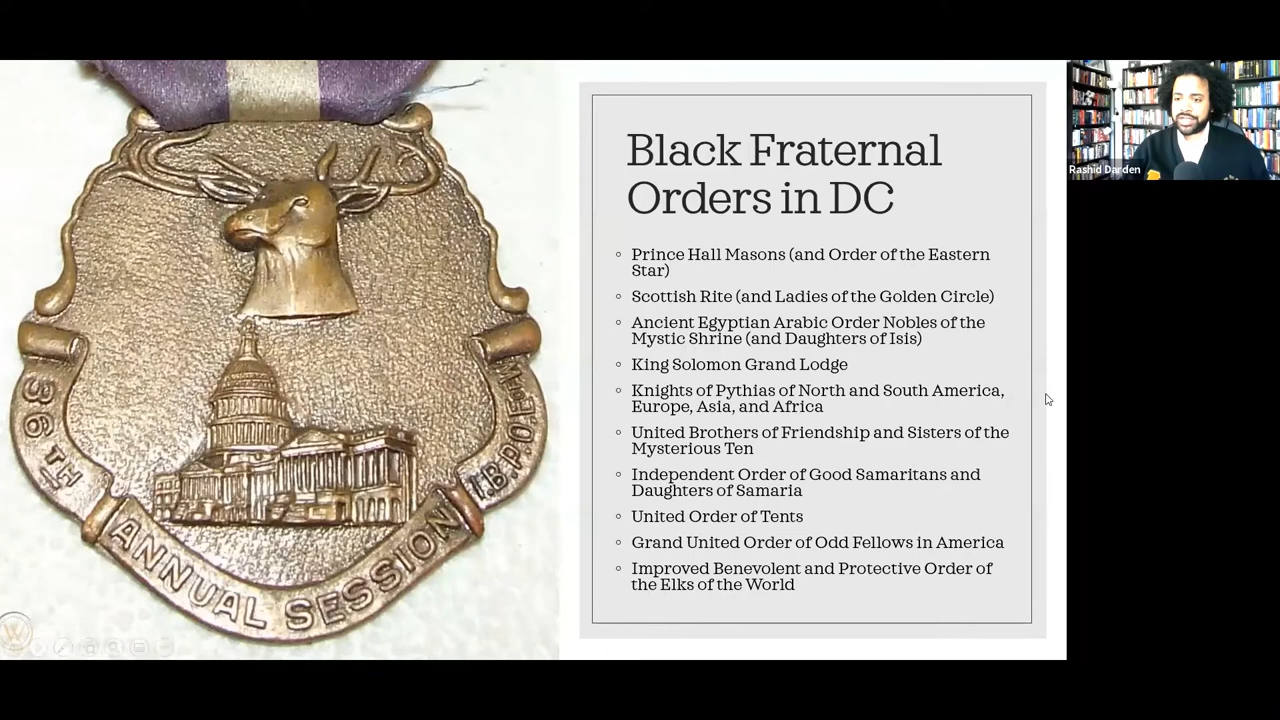 36TH
ANNUAL SESSION
I.B.P.O.E. of W.
Black Fraternal
Orders in DC
Prince Hall Masons (and Order of the Eastern
Star)
Scottish Rite (and Ladies of the Golden Circle)
Ancient Egyptian Arabic Order Nobles of the
Mystic Shrine (and Daughters of Isis)
King Solomon Grand Lodge
Knights of Pythias of North and South America,
Europe, Asia, and Africa
United Brothers of Friendship and Sisters of the
Mysterious Ten
Independent Order of Good Samaritans and
Daughters of Samaria
United Order of Tents
Grand United Order of Odd Fellows in America
Improved Benevolent and Protective Order of
the Elks of the World
Rashid Darden